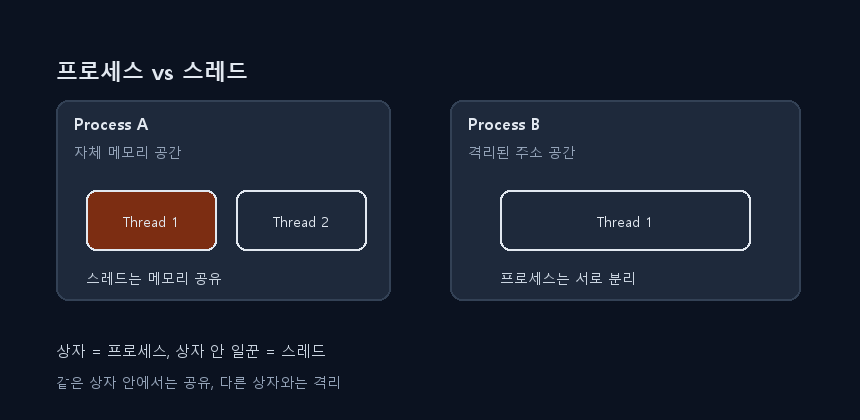 프로세스 vs 스레드
Process A
자체 메모리 공간
Thread 1
Thread 2
스레드는 메모리 공유
Process B
격리된 주소 공간
Thread 1
프로세스는 서로 분리
상자 = 프로세스, 상자 안 일꾼 = 스레드
같은 상자 안에서는 공유, 다른 상자와는 격리